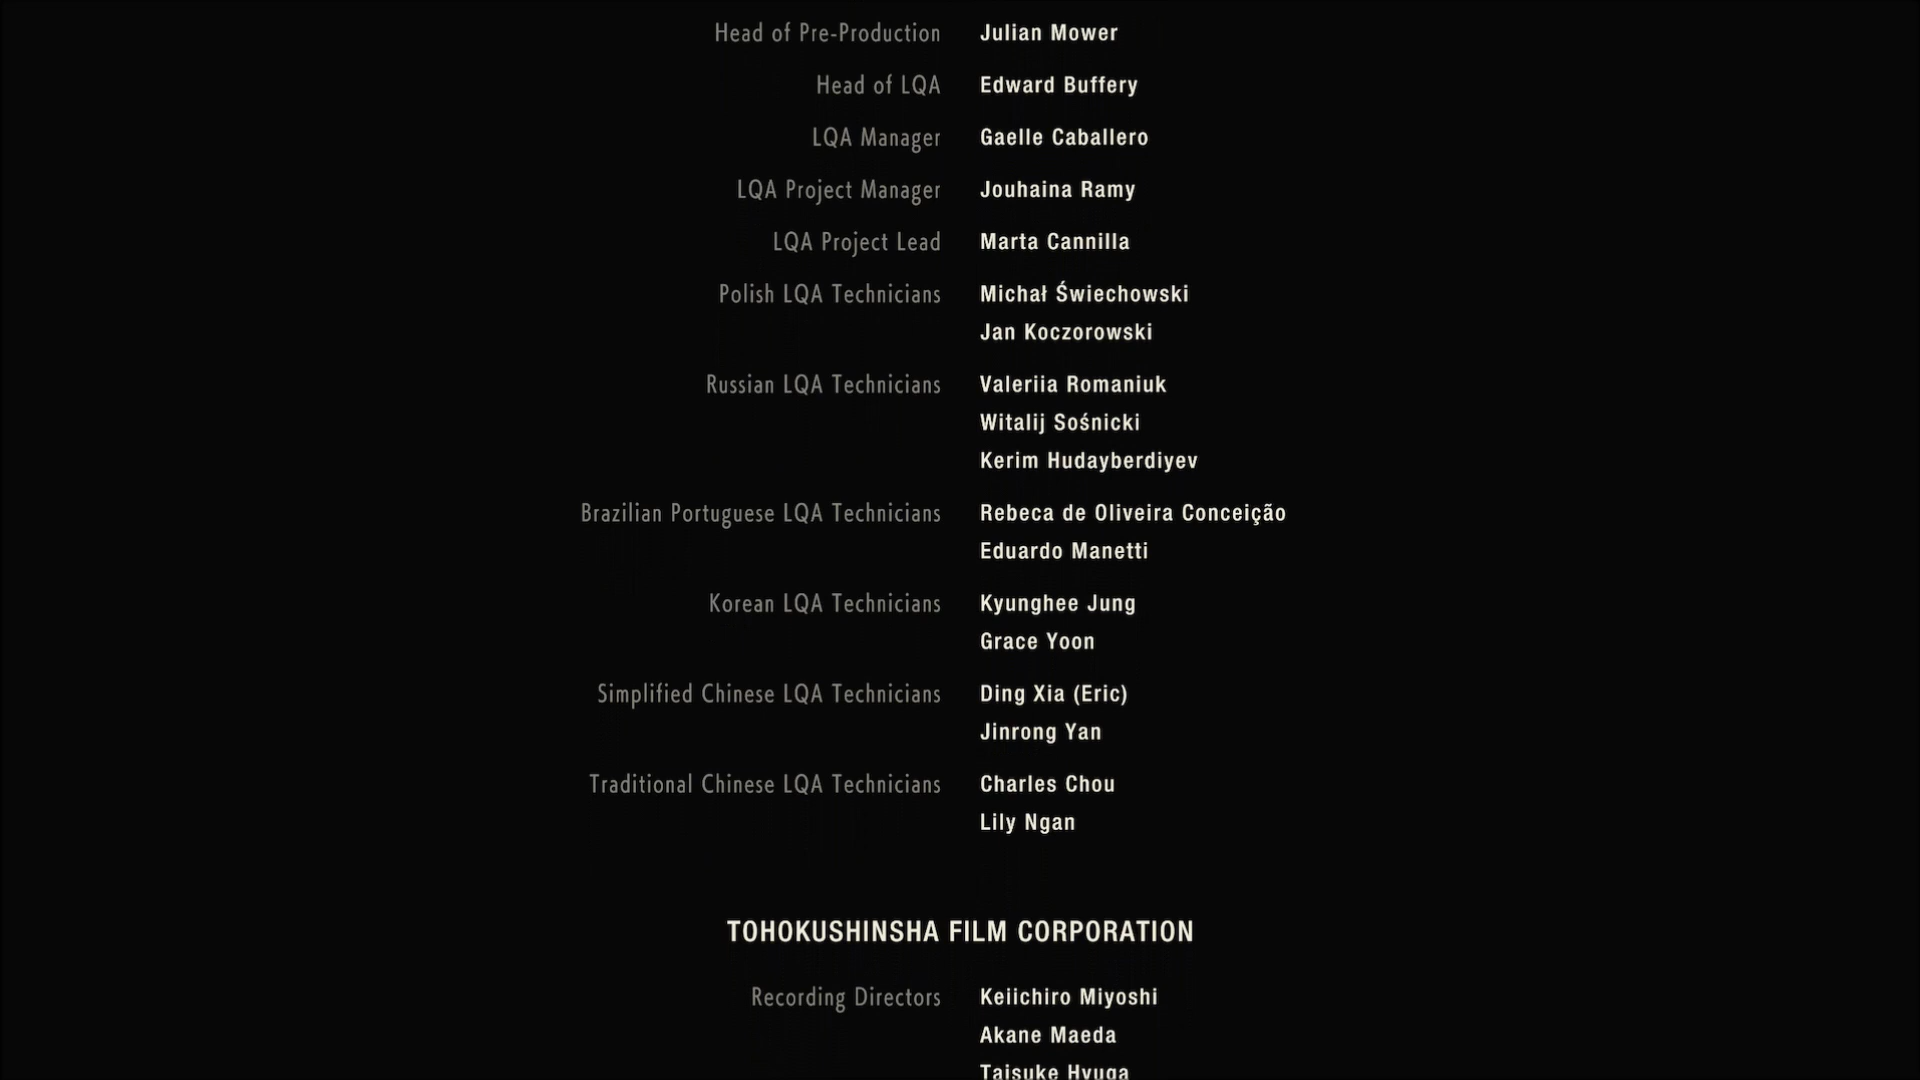 Head of Pre-Production Julian Mower
Head of LQA Edward Buffery
LQA Manager Gaelle Caballero
LQA Project Manager Jouhaina Ramy
LQA Project Lead Marta Cannilla
Polish LQA Technicians Michał Świechowski
Jan Koczorowski
Russian LQA Technicians Valeriia Romaniuk
Witalij Sośnicki
Kerim Hudayberdiyev
Brazilian Portuguese LQA Technicians Rebeca de Oliveira Conceição
Eduardo Manetti
Korean LQA Technicians Kyunghee Jung
Grace Yoon
Simplified Chinese LQA Technicians Ding Xia (Eric)
Jinrong Yan
Traditional Chinese LQA Technicians Charles Chou
Lily Ngan
TOHOKUSHINSHA FILM CORPORATION
Recording Directors Keiichiro Miyoshi
Akane Maeda
Taisuke Hyuga